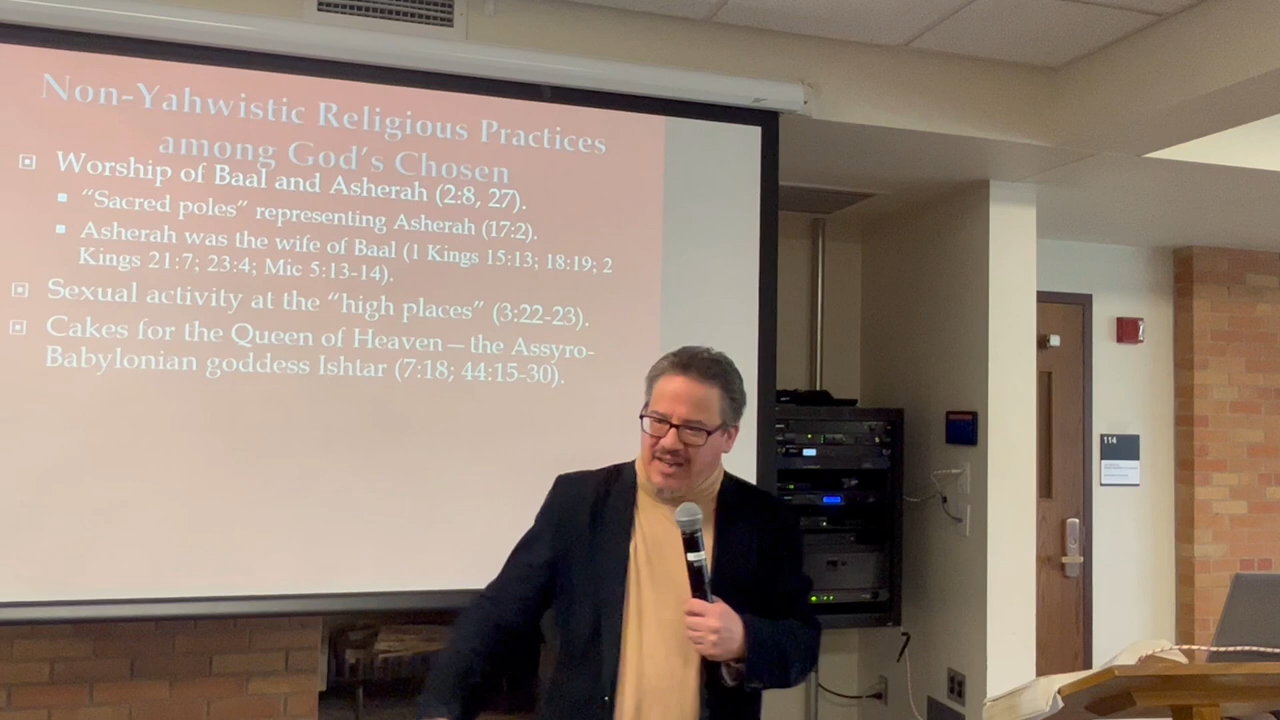 Non-Yahwistic Religious Practices
among God's Chosen
Worship of Baal and Asherah (2:8, 27).
"Sacred poles" representing Asherah (17:2).
Asherah was the wife of Baal (1 Kings 15:13; 18:19; 2
Kings 21:7; 23:4; Mic 5:13-14).
Sexual activity at the "high places" (3:22-23).
Cakes for the Queen of Heaven—the Assyro-
Babylonian goddess Ishtar (7:18; 44:15-30).
114